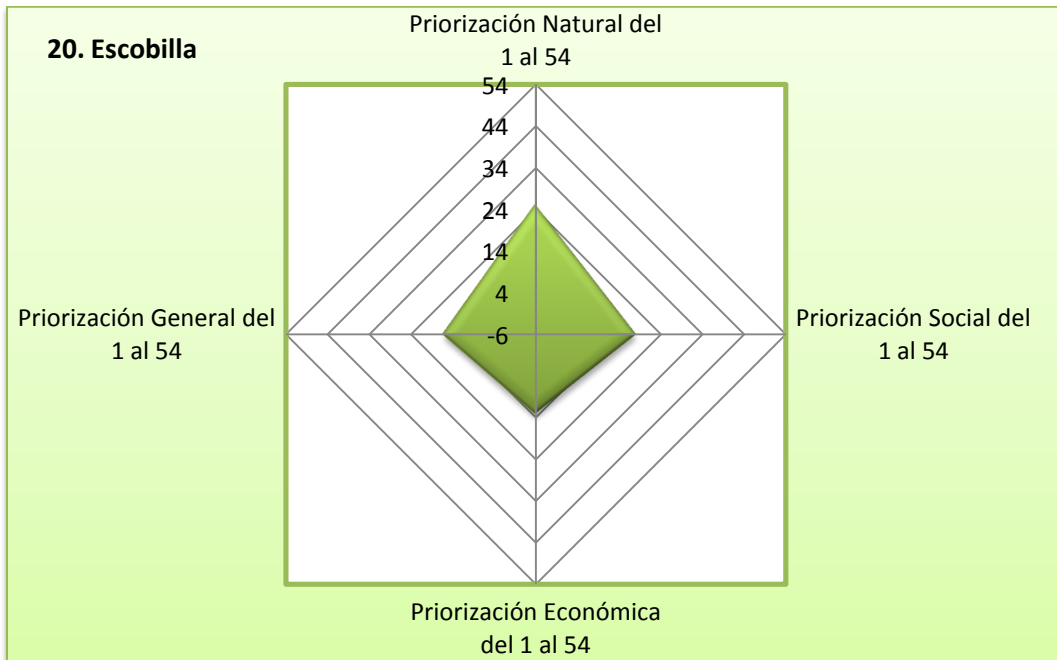 20. Escobilla
Priorización Natural del
1 al 54
54
44
34
24
14
4
-6
Priorización General del
1 al 54
Priorización Social del
1 al 54
Priorización Económica
del 1 al 54